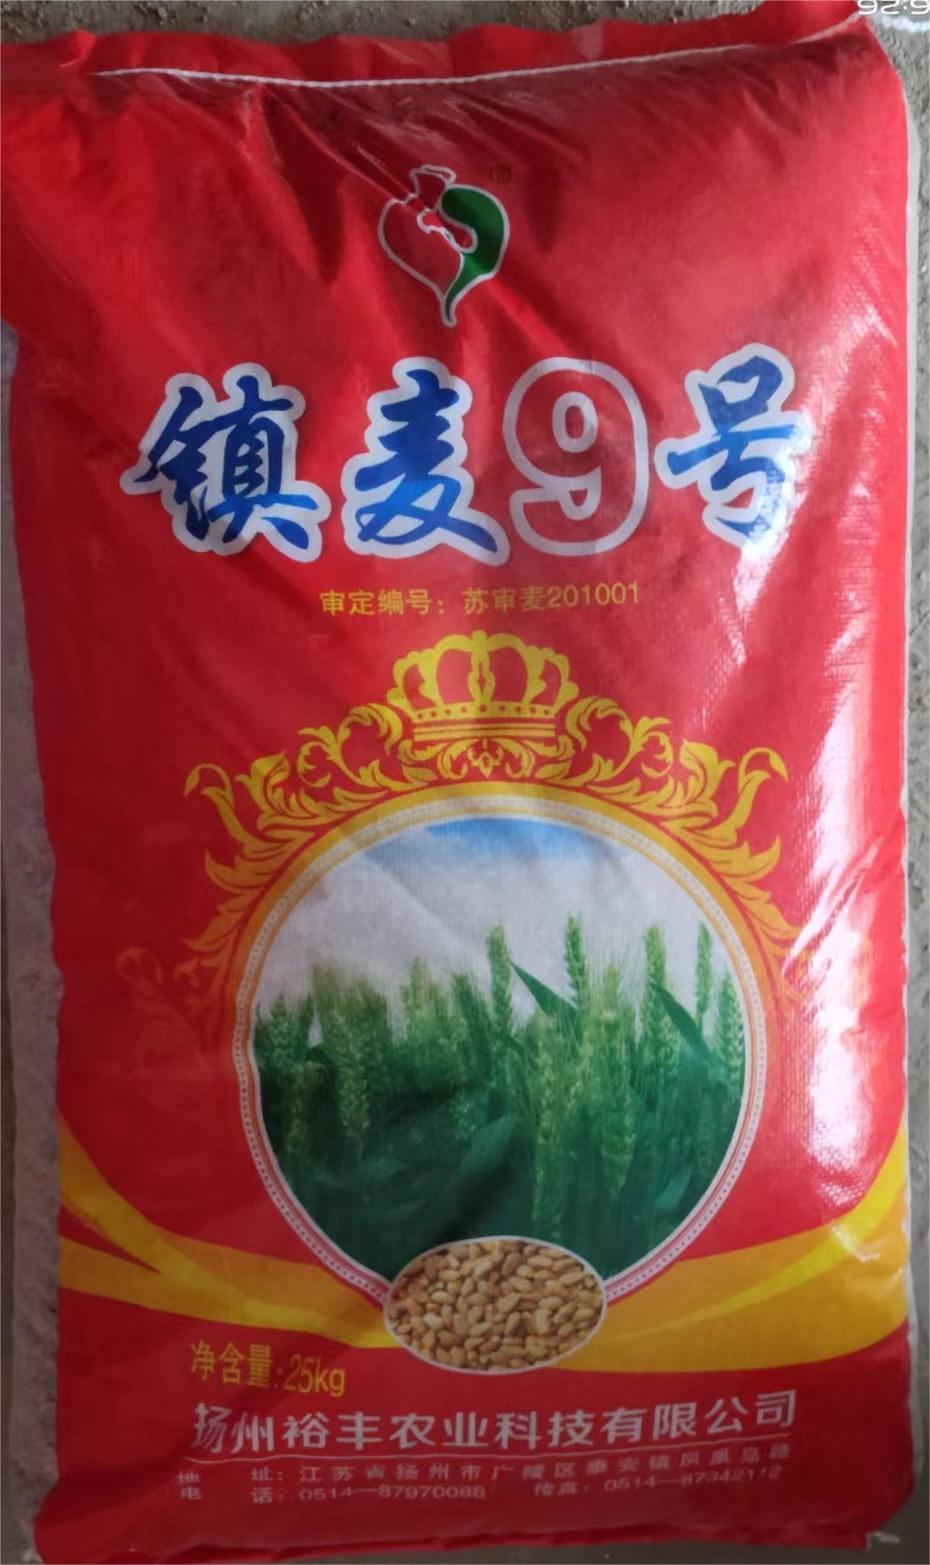 镇麦9号
审定编号：苏审麦201001
净含量:25kg
扬州裕丰农业科技有限公司
地 址：江苏省扬州市广陵区泰安镇凤凰岛路
电 话：0514—87970088 传真：0514—87342112